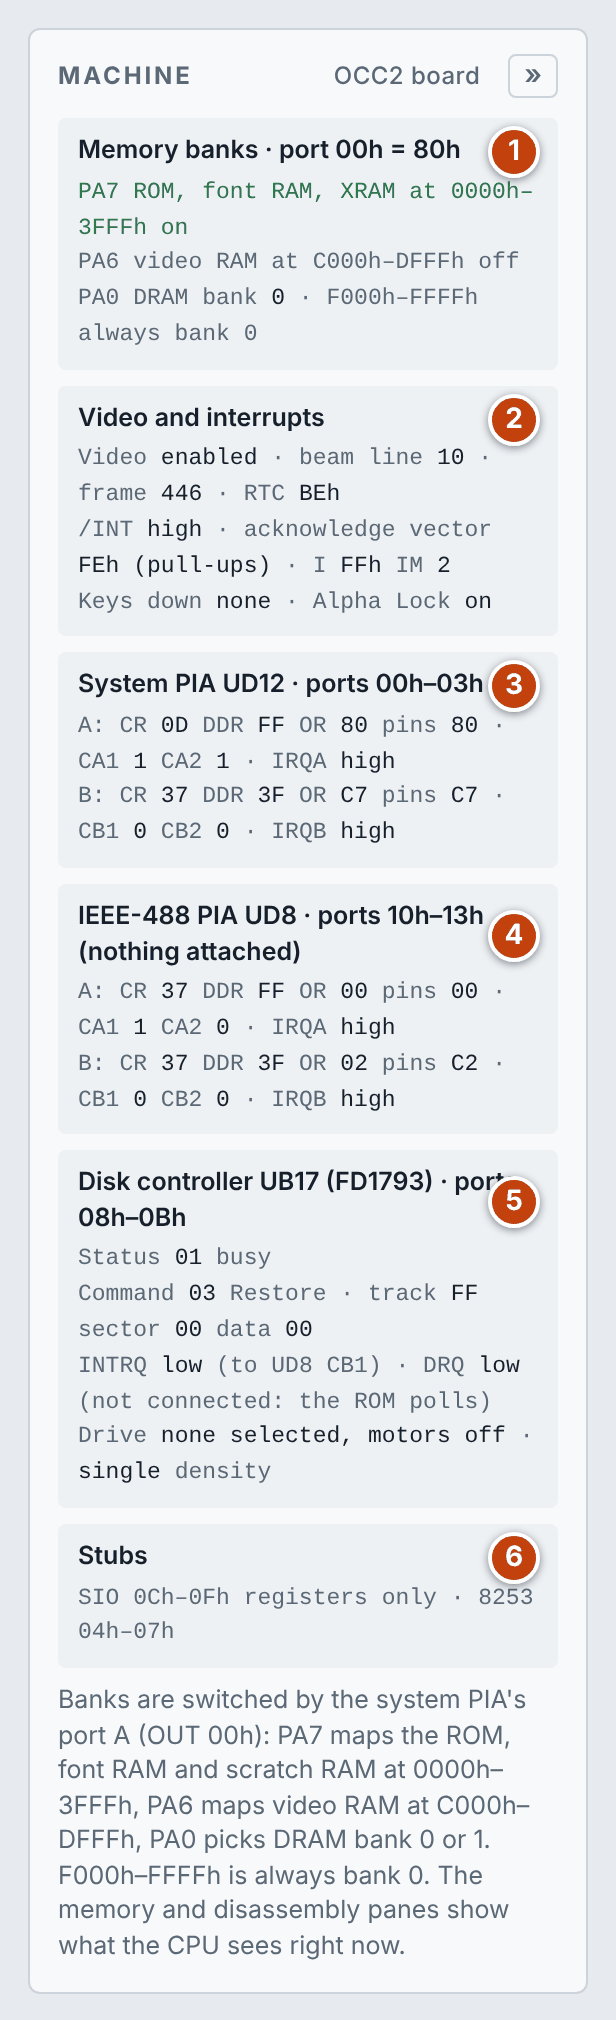 MACHINE OCC2 board »
Memory banks · port 00h = 80h 1
PA7 ROM, font RAM, XRAM at 0000h–
3FFFh on
PA6 video RAM at C000h–DFFFh off
PA0 DRAM bank 0 · F000h–FFFFh
always bank 0
Video and interrupts 2
Video enabled · beam line 10 ·
frame 446 · RTC BEh
/INT high · acknowledge vector
FEh (pull-ups) · I FFh IM 2
Keys down none · Alpha Lock on
System PIA UD12 · ports 00h–03h 3
A: CR 0D DDR FF OR 80 pins 80 ·
CA1 1 CA2 1 · IRQA high
B: CR 37 DDR 3F OR C7 pins C7 ·
CB1 0 CB2 0 · IRQB high
IEEE-488 PIA UD8 · ports 10h–13h 4
(nothing attached)
A: CR 37 DDR FF OR 00 pins 00 ·
CA1 1 CA2 0 · IRQA high
B: CR 37 DDR 3F OR 02 pins C2 ·
CB1 0 CB2 0 · IRQB high
Disk controller UB17 (FD1793) · ports 5
08h–0Bh
Status 01 busy
Command 03 Restore · track FF
sector 00 data 00
INTRQ low (to UD8 CB1) · DRQ low
(not connected: the ROM polls)
Drive none selected, motors off ·
single density
Stubs 6
SIO 0Ch–0Fh registers only · 8253
04h–07h
Banks are switched by the system PIA's
port A (OUT 00h): PA7 maps the ROM,
font RAM and scratch RAM at 0000h–
3FFFh, PA6 maps video RAM at C000h–
DFFFh, PA0 picks DRAM bank 0 or 1.
F000h–FFFFh is always bank 0. The
memory and disassembly panes show
what the CPU sees right now.